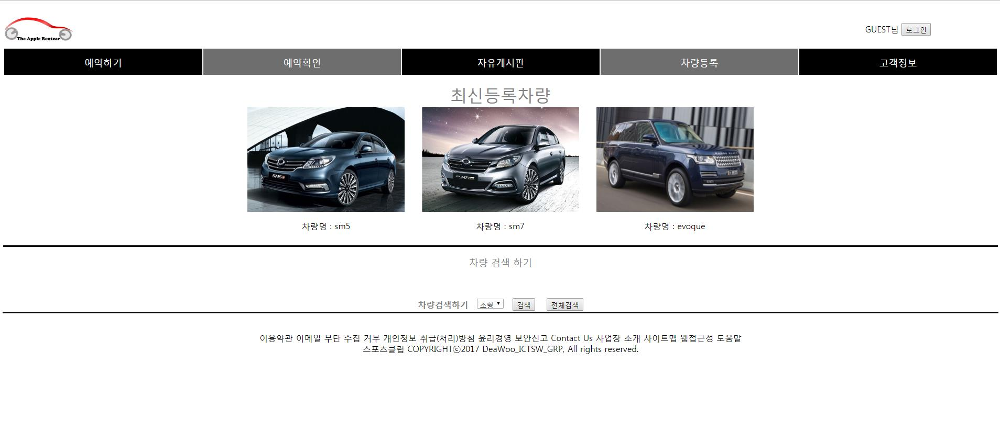 The Apple Rentcar
GUEST님 로그인
예약하기 예약확인 자유게시판 차량등록 고객정보
최신등록차량
SM5
SM7
RANGE ROVER
차량명 : sm5 차량명 : sm7 차량명 : evoque
차량 검색 하기
차량검색하기 소형 검색 전체검색
이용약관 이메일 무단 수집 거부 개인정보 취급(처리)방침 윤리경영 보안신고 Contact Us 사업장 소개 사이트맵 웹접근성 도움말
스포츠클럽 COPYRIGHTⓒ2017 DeaWoo_ICTSW_GRP, All rights reserved.